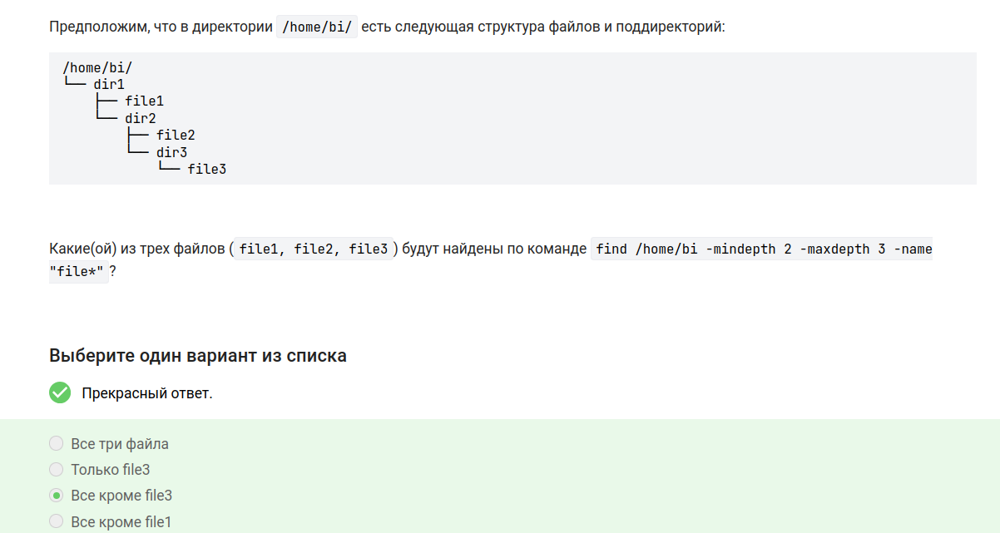 Предположим, что в директории /home/bi/ есть следующая структура файлов и поддиректорий:
/home/bi/
└── dir1
    ├── file1
    └── dir2
        ├── file2
        └── dir3
            └── file3
Какие(ой) из трех файлов ( file1, file2, file3 ) будут найдены по команде find /home/bi -mindepth 2 -maxdepth 3 -name
"file*" ?
Выберите один вариант из списка
Прекрасный ответ.
Все три файла
Только file3
Все кроме file3
Все кроме file1